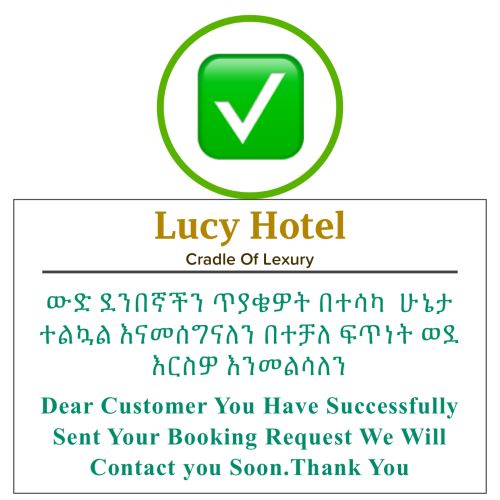 Lucy Hotel
Cradle Of Lexury
ውድ ደንበኛችን ጥያቄዎት በተሳካ ሁኔታ
ተልኳል እናመሰግናለን በተቻለ ፍጥነት ወደ
እርስዎ እንመልሳለን
Dear Customer You Have Successfully
Sent Your Booking Request We Will
Contact you Soon.Thank You